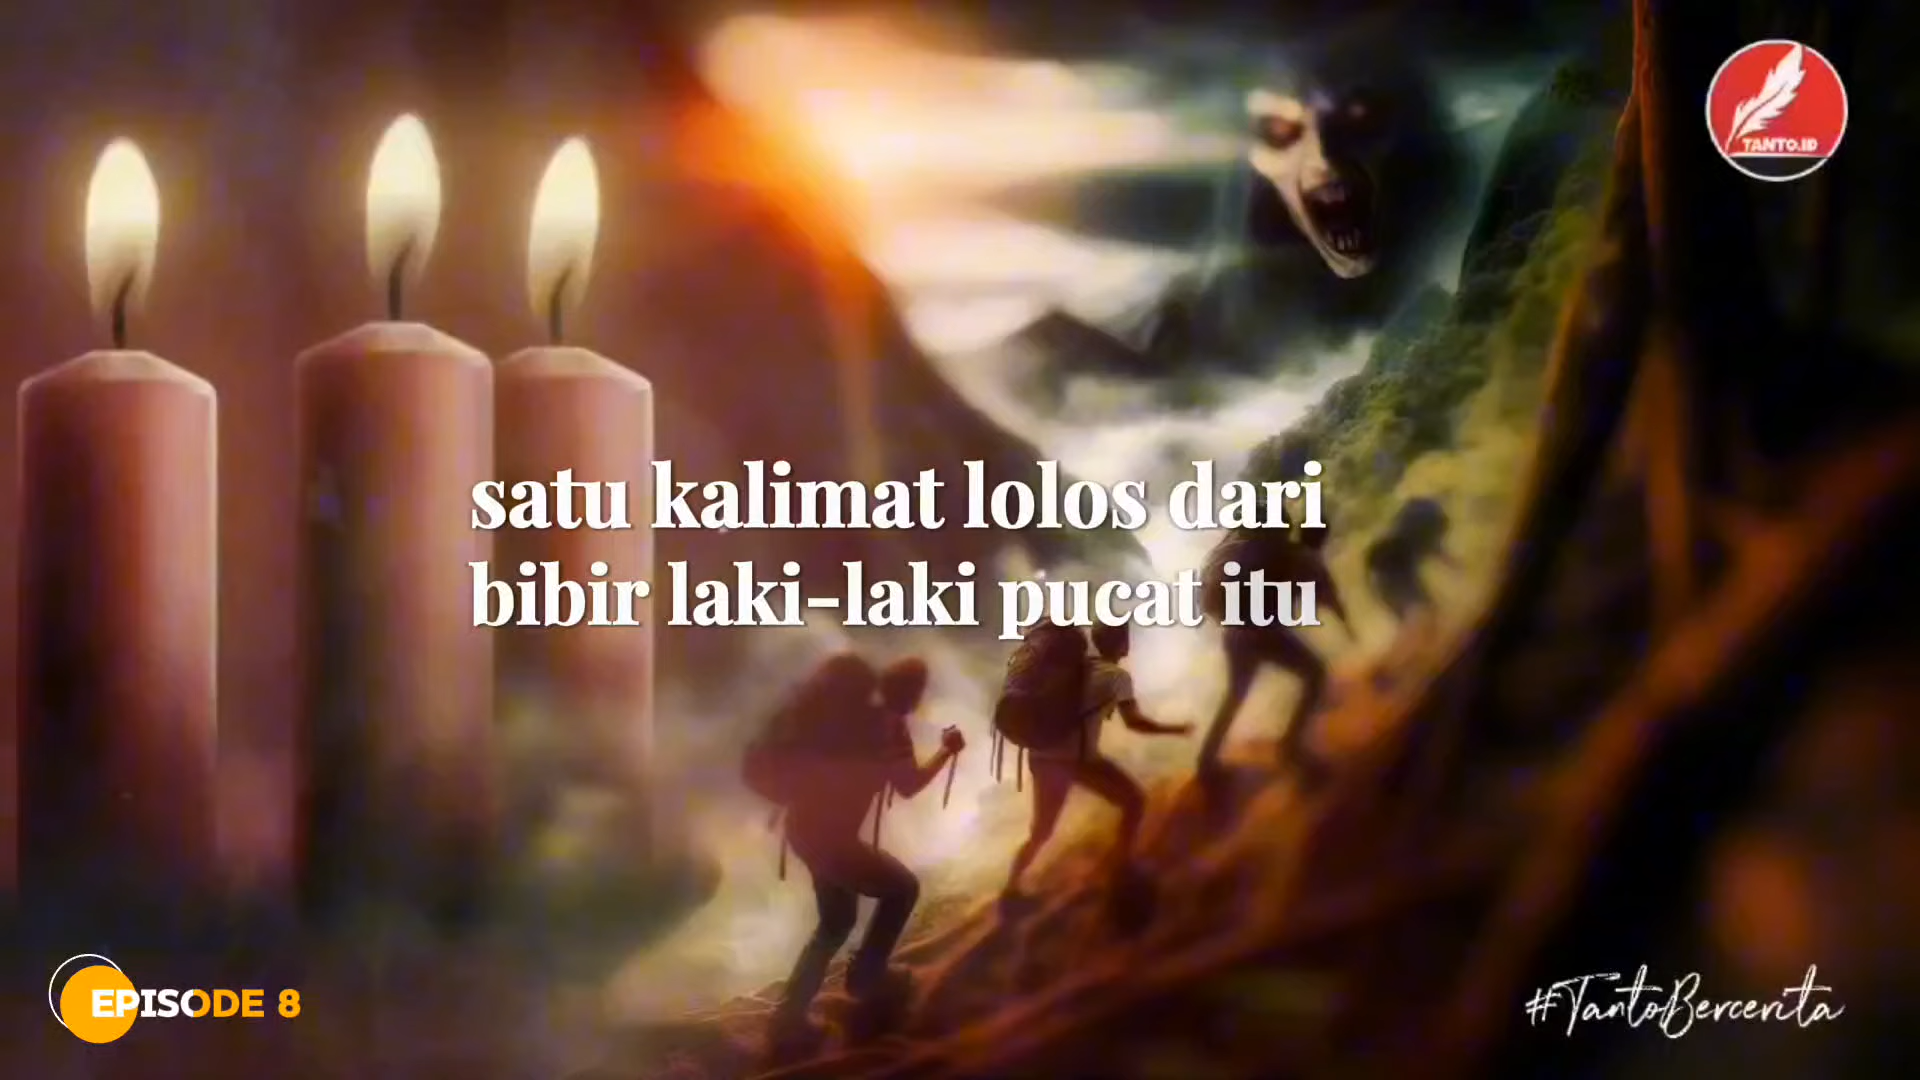 TANTO.ID
satu kalimat lolos dari
bibir laki-laki pucat itu
EPISODE 8
#TantoBercerita